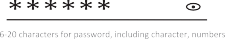 ******
6-20 characters for password, including character, numbers